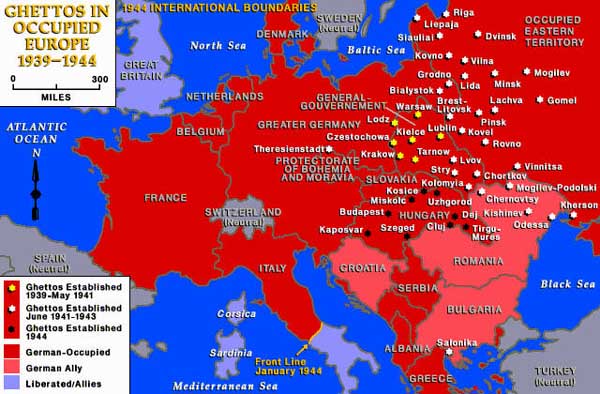 GHETTOS IN
OCCUPIED
EUROPE
1939–1944
0 300
MILES
1944 INTERNATIONAL BOUNDARIES
SWEDEN
(Neutral)
DENMARK
North Sea
Baltic Sea
GREAT
BRITAIN
NETHERLANDS
BELGIUM
ATLANTIC
OCEAN
N
FRANCE
SPAIN
(Neutral)
SWITZERLAND
(Neutral)
ITALY
Corsica
Sardinia
Mediterranean Sea
Front Line
January 1944
GREATER GERMANY
GENERAL-
GOUVERNEMENT
PROTECTORATE
OF BOHEMIA
AND MORAVIA
SLOVAKIA
HUNGARY
CROATIA
SERBIA
ROMANIA
BULGARIA
ALBANIA
GREECE
TURKEY
(Neutral)
Black Sea
OCCUPIED
EASTERN
TERRITORY
Riga
Liepaja
Siauliai
Dvinsk
Kovno
Vilna
Grodno
Lida
Minsk
Mogilev
Bialystok
Brest-
Litovsk
Lachva
Gomel
Pinsk
Warsaw
Lodz
Kielce
Lublin
Kovel
Rovno
Czestochowa
Theresienstadt
Krakow
Tarnow
Lvov
Stry
Vinnitsa
Chortkov
Kolomyia
Mogilev-Podolski
Kosice
Miskolc
Uzhgorod
Chernovtsy
Kishinev
Kherson
Odessa
Budapest
Dej
Cluj
Tirgu-
Mures
Kaposvar
Szeged
Salonika
Ghettos Established
1939-May 1941
Ghettos Established
June 1941-1943
Ghettos Established
1944
German-Occupied
German Ally
Liberated/Allies